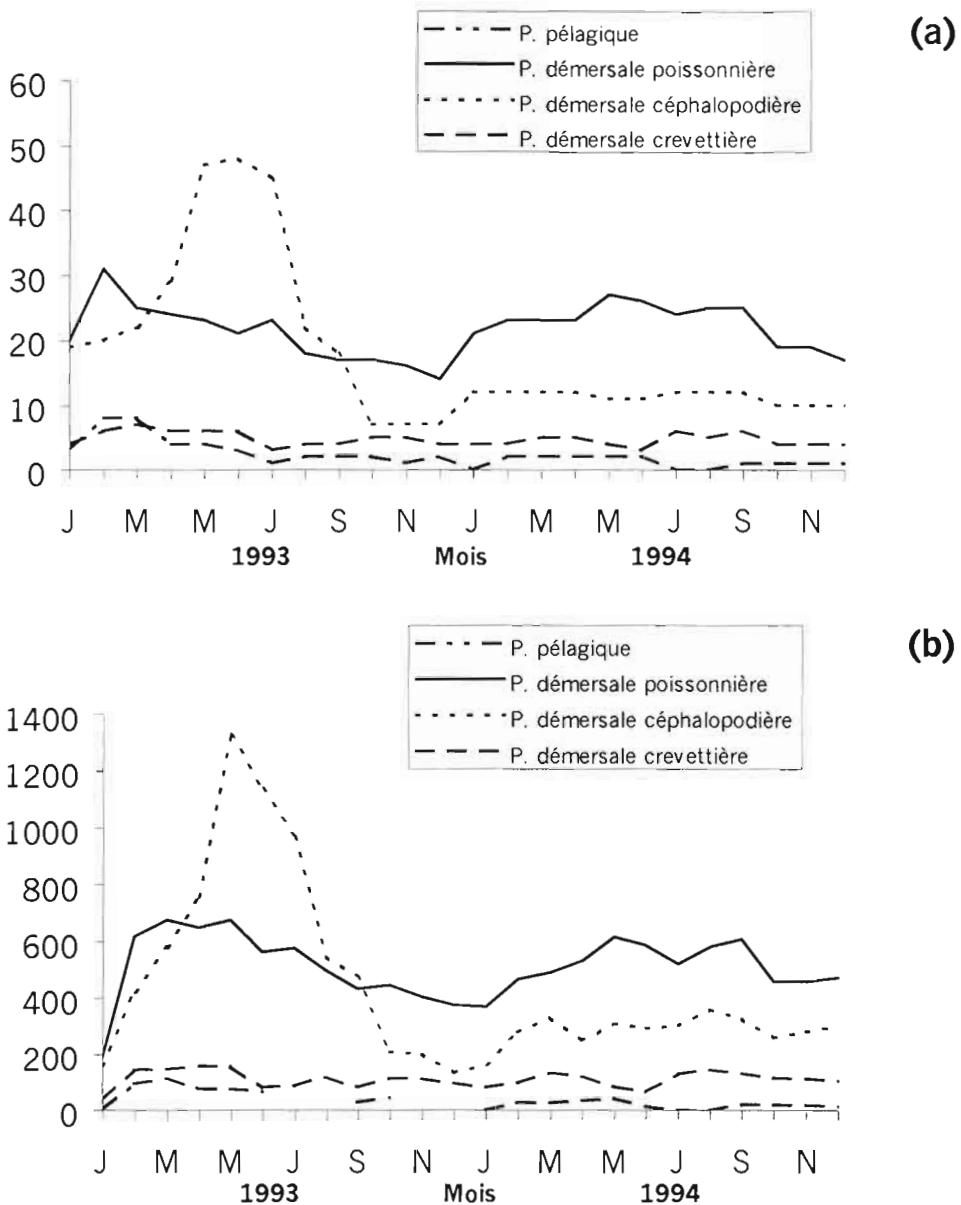 (a)
P. pélagique
P. démersale poissonnière
P. démersale céphalopodière
P. démersale crevettière
60
50
40
30
20
10
0
J M M J S N J M M J S N
1993 Mois 1994
(b)
P. pélagique
P. démersale poissonnière
P. démersale céphalopodière
P. démersale crevettière
1400
1200
1000
800
600
400
200
0
J M M J S N J M M J S N
1993 Mois 1994